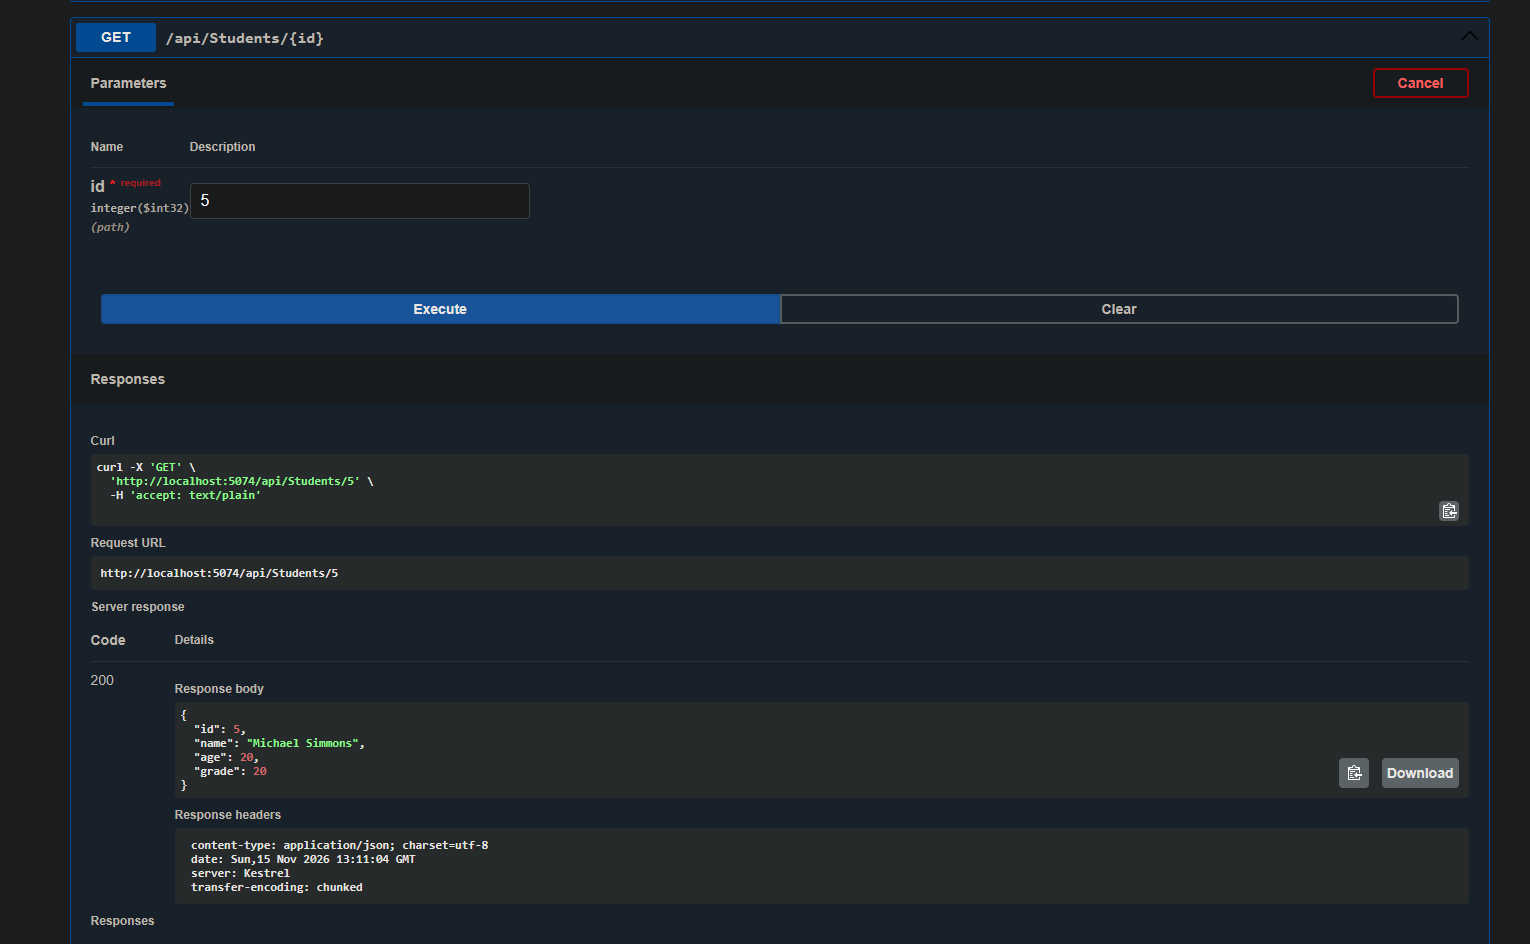 GET /api/Students/{id}
Parameters
Cancel
Name Description
id * required
integer($int32)
(path)
5
Execute Clear
Responses
Curl
curl -X 'GET' \
  'http://localhost:5074/api/Students/5' \
  -H 'accept: text/plain'
Request URL
http://localhost:5074/api/Students/5
Server response
Code Details
200
Response body
{
  "id": 5,
  "name": "Michael Simmons",
  "age": 20,
  "grade": 20
}
Download
Response headers
content-type: application/json; charset=utf-8
date: Sun,15 Nov 2026 13:11:04 GMT
server: Kestrel
transfer-encoding: chunked
Responses